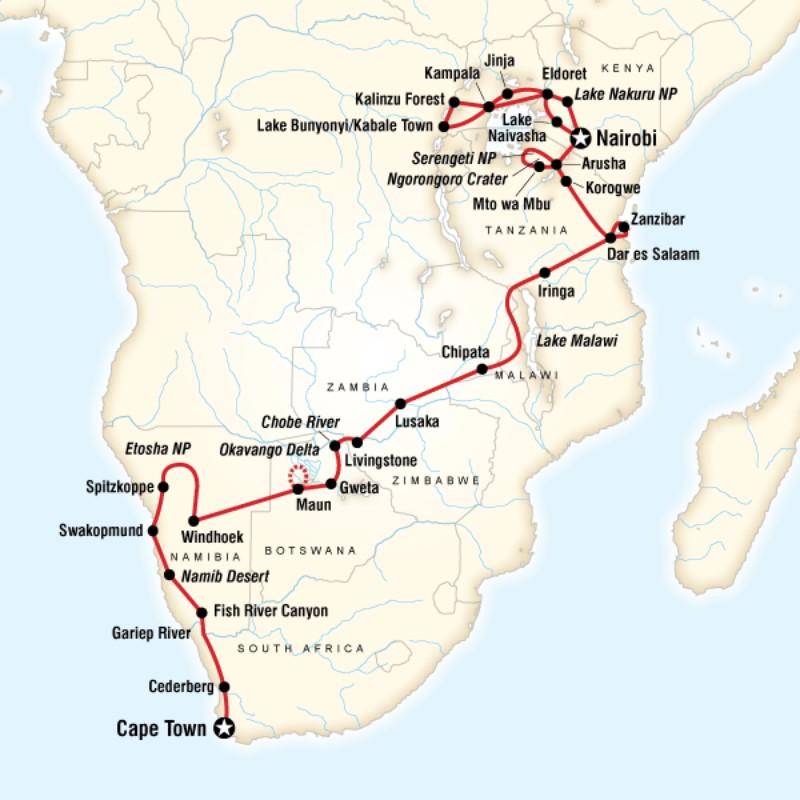 Jinja
KENYA
Kampala
Eldoret
Kalinzu Forest
Lake Nakuru NP
Lake Bunyonyi/Kabale Town
Lake
Naivasha
Nairobi
Serengeti NP
Arusha
Ngorongoro Crater
Korogwe
Mto wa Mbu
Zanzibar
TANZANIA
Dar es Salaam
Iringa
Lake Malawi
Chipata
MALAWI
ZAMBIA
Lusaka
Chobe River
Okavango Delta
Livingstone
Etosha NP
ZIMBABWE
Spitzkoppe
Gweta
Maun
Swakopmund
Windhoek
NAMIBIA
BOTSWANA
Namib Desert
Fish River Canyon
Gariep River
SOUTH AFRICA
Cederberg
Cape Town